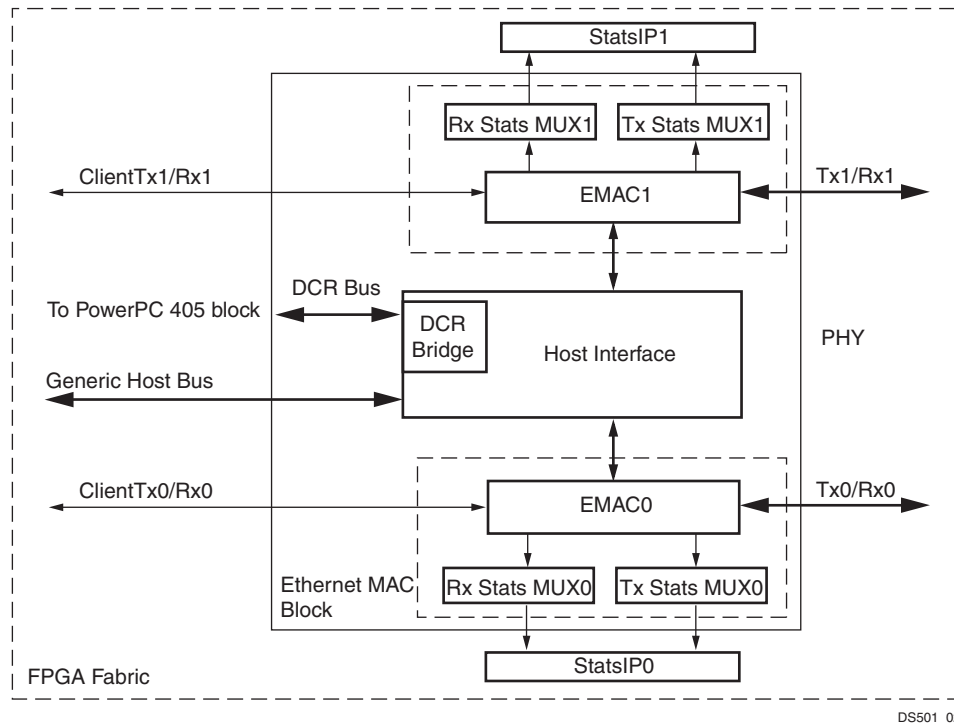 StatsIP1
Rx Stats MUX1
Tx Stats MUX1
ClientTx1/Rx1
EMAC1
Tx1/Rx1
DCR Bus
To PowerPC 405 block
DCR
Bridge
Host Interface
PHY
Generic Host Bus
ClientTx0/Rx0
EMAC0
Tx0/Rx0
Ethernet MAC
Block
Rx Stats MUX0
Tx Stats MUX0
StatsIP0
FPGA Fabric